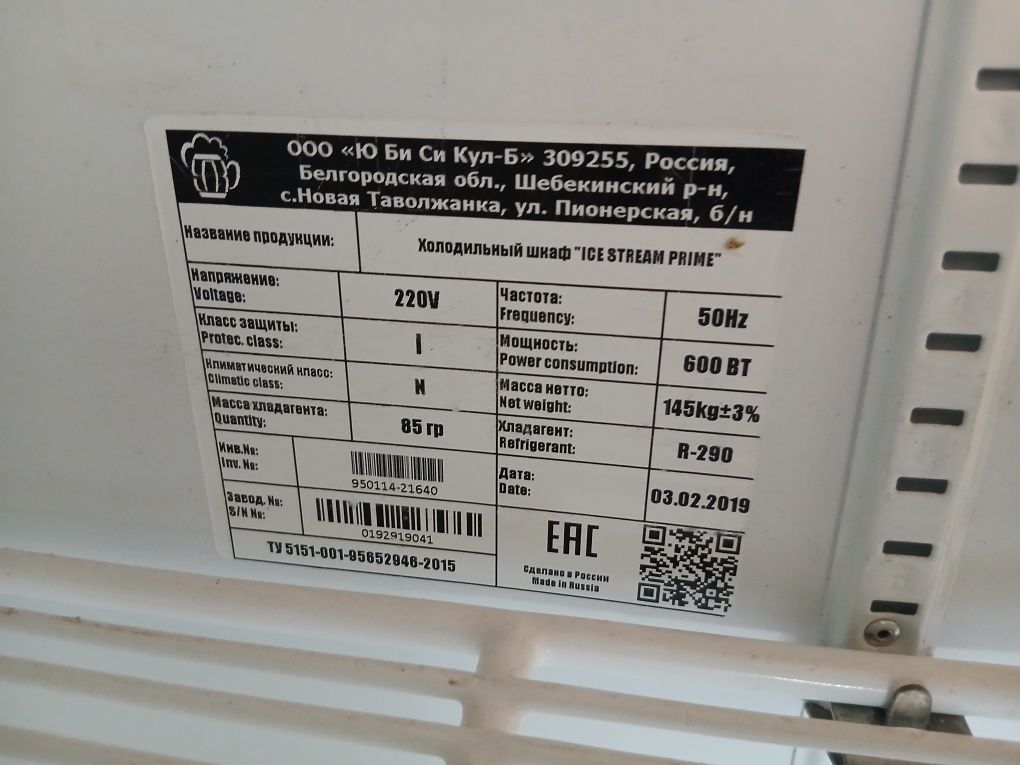 ООО «Ю Би Си Кул-Б» 309255, Россия,
Белгородская обл., Шебекинский р-н,
с.Новая Таволжанка, ул. Пионерская, б/н
Название продукции:
Холодильный шкаф "ICE STREAM PRIME"
Напряжение:
Voltage:
220V
Частота:
Frequency:
50Hz
Класс защиты:
Protec. class:
I
Мощность:
Power consumption:
600 ВТ
Климатический класс:
Climatic class:
N
Масса нетто:
Net weight:
145kg±3%
Масса хладагента:
Quantity:
85 гр
Хладагент:
Refrigerant:
R-290
Инв.№:
Inv. №:
950114-21640
Дата:
Date:
03.02.2019
Завод. №:
S/N №:
0192919041
ТУ 5151-001-95652946-2015
ЕАС
Сделано в России
Made in Russia